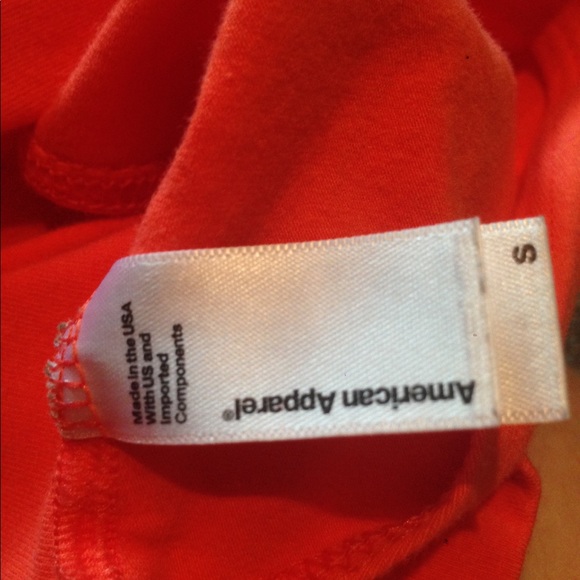 American Apparel®
Made in the USA
With US and
Imported
Components
S